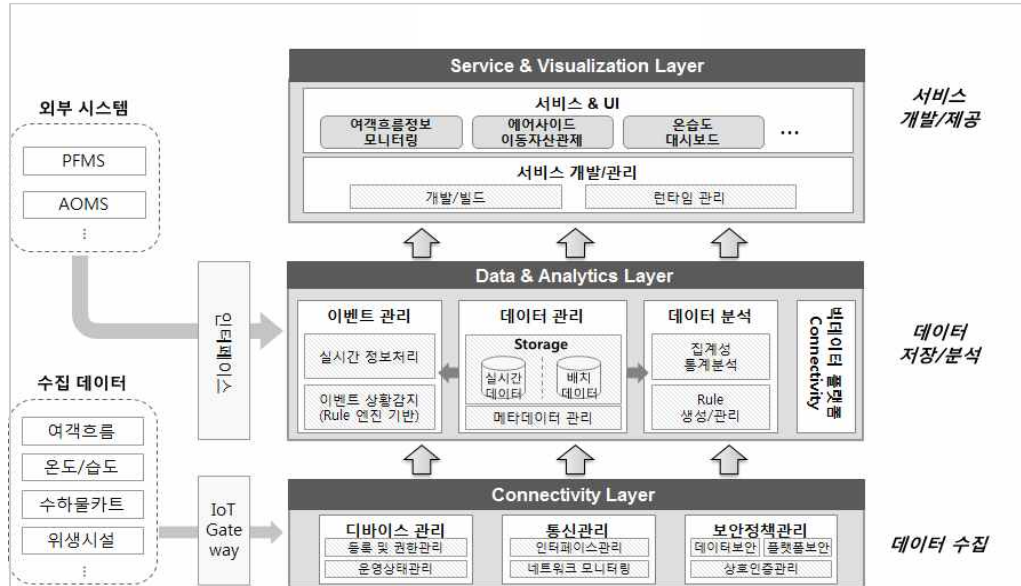 Service & Visualization Layer
서비스 & UI
여객흐름정보
모니터링
에어사이드
이동자산관제
온습도
대시보드
...
서비스 개발/관리
개발/빌드
런타임 관리
서비스
개발/제공
외부 시스템
PFMS
AOMS
⋮
인터페이스
Data & Analytics Layer
이벤트 관리
실시간 정보처리
이벤트 상황감지
(Rule 엔진 기반)
데이터 관리
Storage
실시간
데이터
배치
데이터
메타데이터 관리
데이터 분석
집계성
통계분석
Rule
생성/관리
빅데이터 플랫폼
Connectivity
데이터
저장/분석
수집 데이터
여객흐름
온도/습도
수하물카트
위생시설
⋮
IoT
Gate
way
Connectivity Layer
디바이스 관리
등록 및 권한관리
운영상태관리
통신관리
인터페이스관리
네트워크 모니터링
보안정책관리
데이터보안
플랫폼보안
상호인증관리
데이터 수집